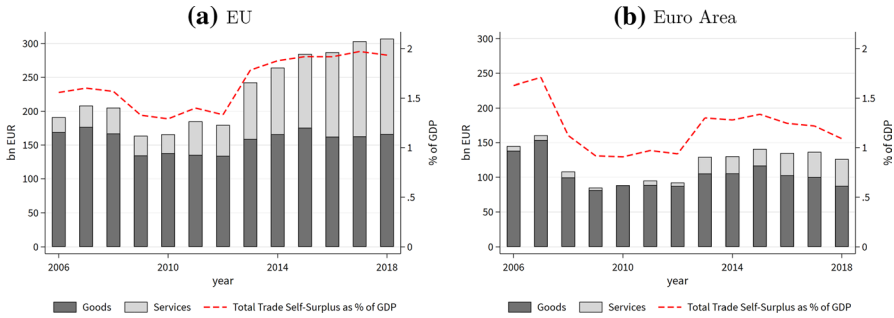 (a) EU
bn EUR
300
250
200
150
100
50
0
2
1.5
1
.5
0
% of GDP
2006
2010
2014
2018
year
Goods
Services
Total Trade Self-Surplus as % of GDP
(b) Euro Area
bn EUR
300
250
200
150
100
50
0
2
1.5
1
.5
0
% of GDP
2006
2010
2014
2018
year
Goods
Services
Total Trade Self-Surplus as % of GDP